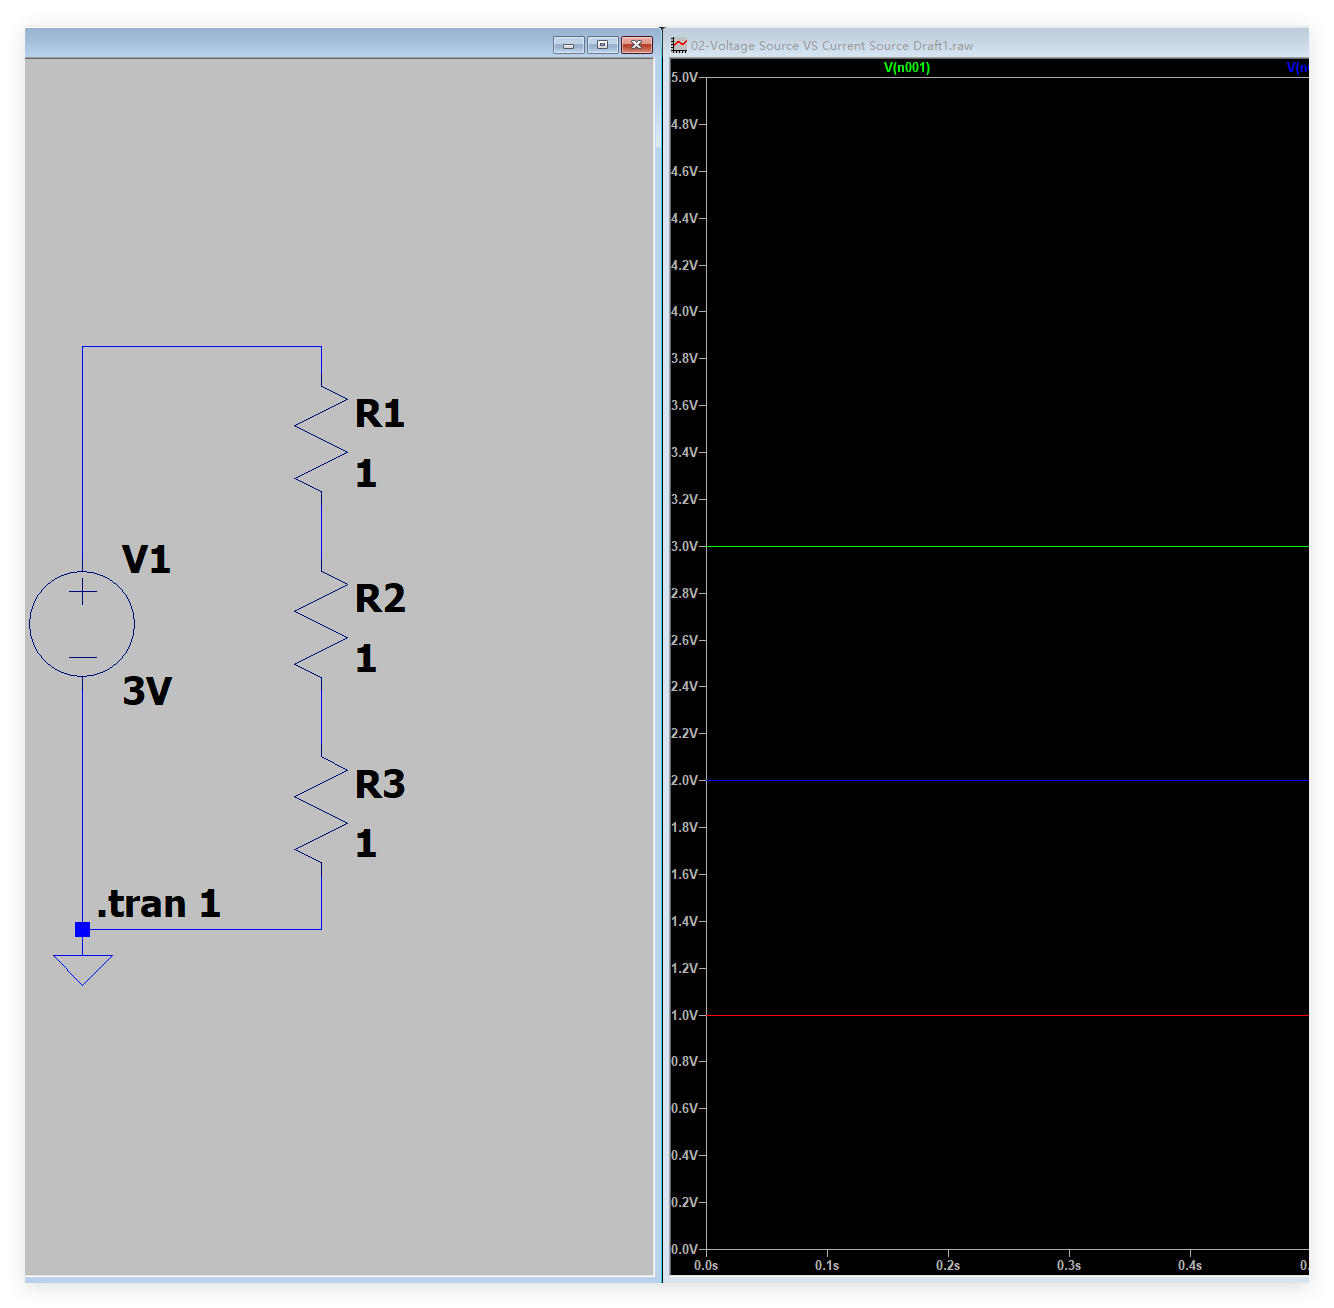 02-Voltage Source VS Current Source Draft1.raw
V(n001)
5.0V
4.8V
4.6V
4.4V
4.2V
4.0V
3.8V
3.6V
3.4V
3.2V
3.0V
2.8V
2.6V
2.4V
2.2V
2.0V
1.8V
1.6V
1.4V
1.2V
1.0V
0.8V
0.6V
0.4V
0.2V
0.0V
0.0s 0.1s 0.2s 0.3s 0.4s
R1
1
V1
R2
1
3V
R3
1
.tran 1